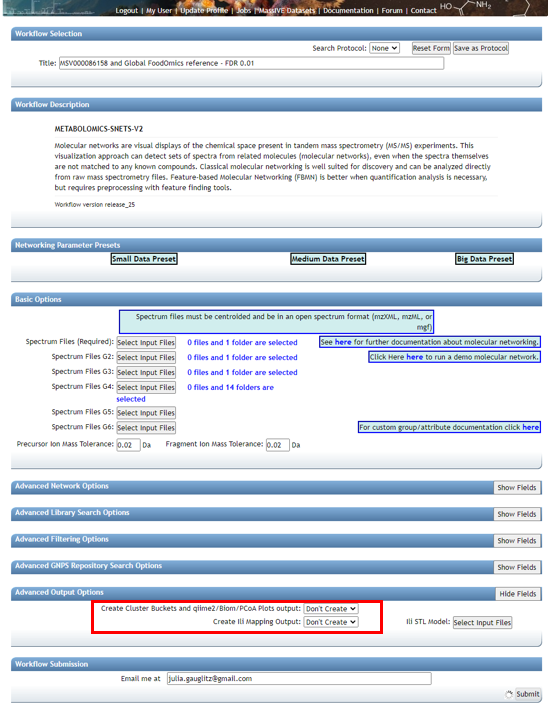 HO
NH2
Logout | My User | Update Profile | Jobs | MassIVE Datasets | Documentation | Forum | Contact
Workflow Selection
Search Protocol: None Reset Form Save as Protocol
Title: MSV000086158 and Global FoodOmics reference - FDR 0.01
Workflow Description
METABOLOMICS-SNETS-V2
Molecular networks are visual displays of the chemical space present in tandem mass spectrometry (MS/MS) experiments. This
visualization approach can detect sets of spectra from related molecules (molecular networks), even when the spectra themselves
are not matched to any known compounds. Classical molecular networking is well suited for discovery and can be analyzed directly
from raw mass spectrometry files. Feature-based Molecular Networking (FBMN) is better when quantification analysis is necessary,
but requires preprocessing with feature finding tools.
Workflow version release_25
Networking Parameter Presets
Small Data Preset Medium Data Preset Big Data Preset
Basic Options
Spectrum files must be centroided and be in an open spectrum format (mzXML, mzML, or
mgf)
Spectrum Files (Required): Select Input Files 0 files and 1 folder are selected See here for further documentation about molecular networking.
Spectrum Files G2: Select Input Files 0 files and 1 folder are selected Click Here here to run a demo molecular network.
Spectrum Files G3: Select Input Files 0 files and 1 folder are selected
Spectrum Files G4: Select Input Files 0 files and 14 folders are
selected
Spectrum Files G5: Select Input Files
Spectrum Files G6: Select Input Files For custom group/attribute documentation click here
Precursor Ion Mass Tolerance: 0.02 Da Fragment Ion Mass Tolerance: 0.02 Da
Advanced Network Options Show Fields
Advanced Library Search Options Show Fields
Advanced Filtering Options Show Fields
Advanced GNPS Repository Search Options Show Fields
Advanced Output Options Hide Fields
Create Cluster Buckets and qiime2/Biom/PCoA Plots output: Don't Create
Create Ili Mapping Output: Don't Create Ili STL Model: Select Input Files
Workflow Submission
Email me at julia.gauglitz@gmail.com
Submit